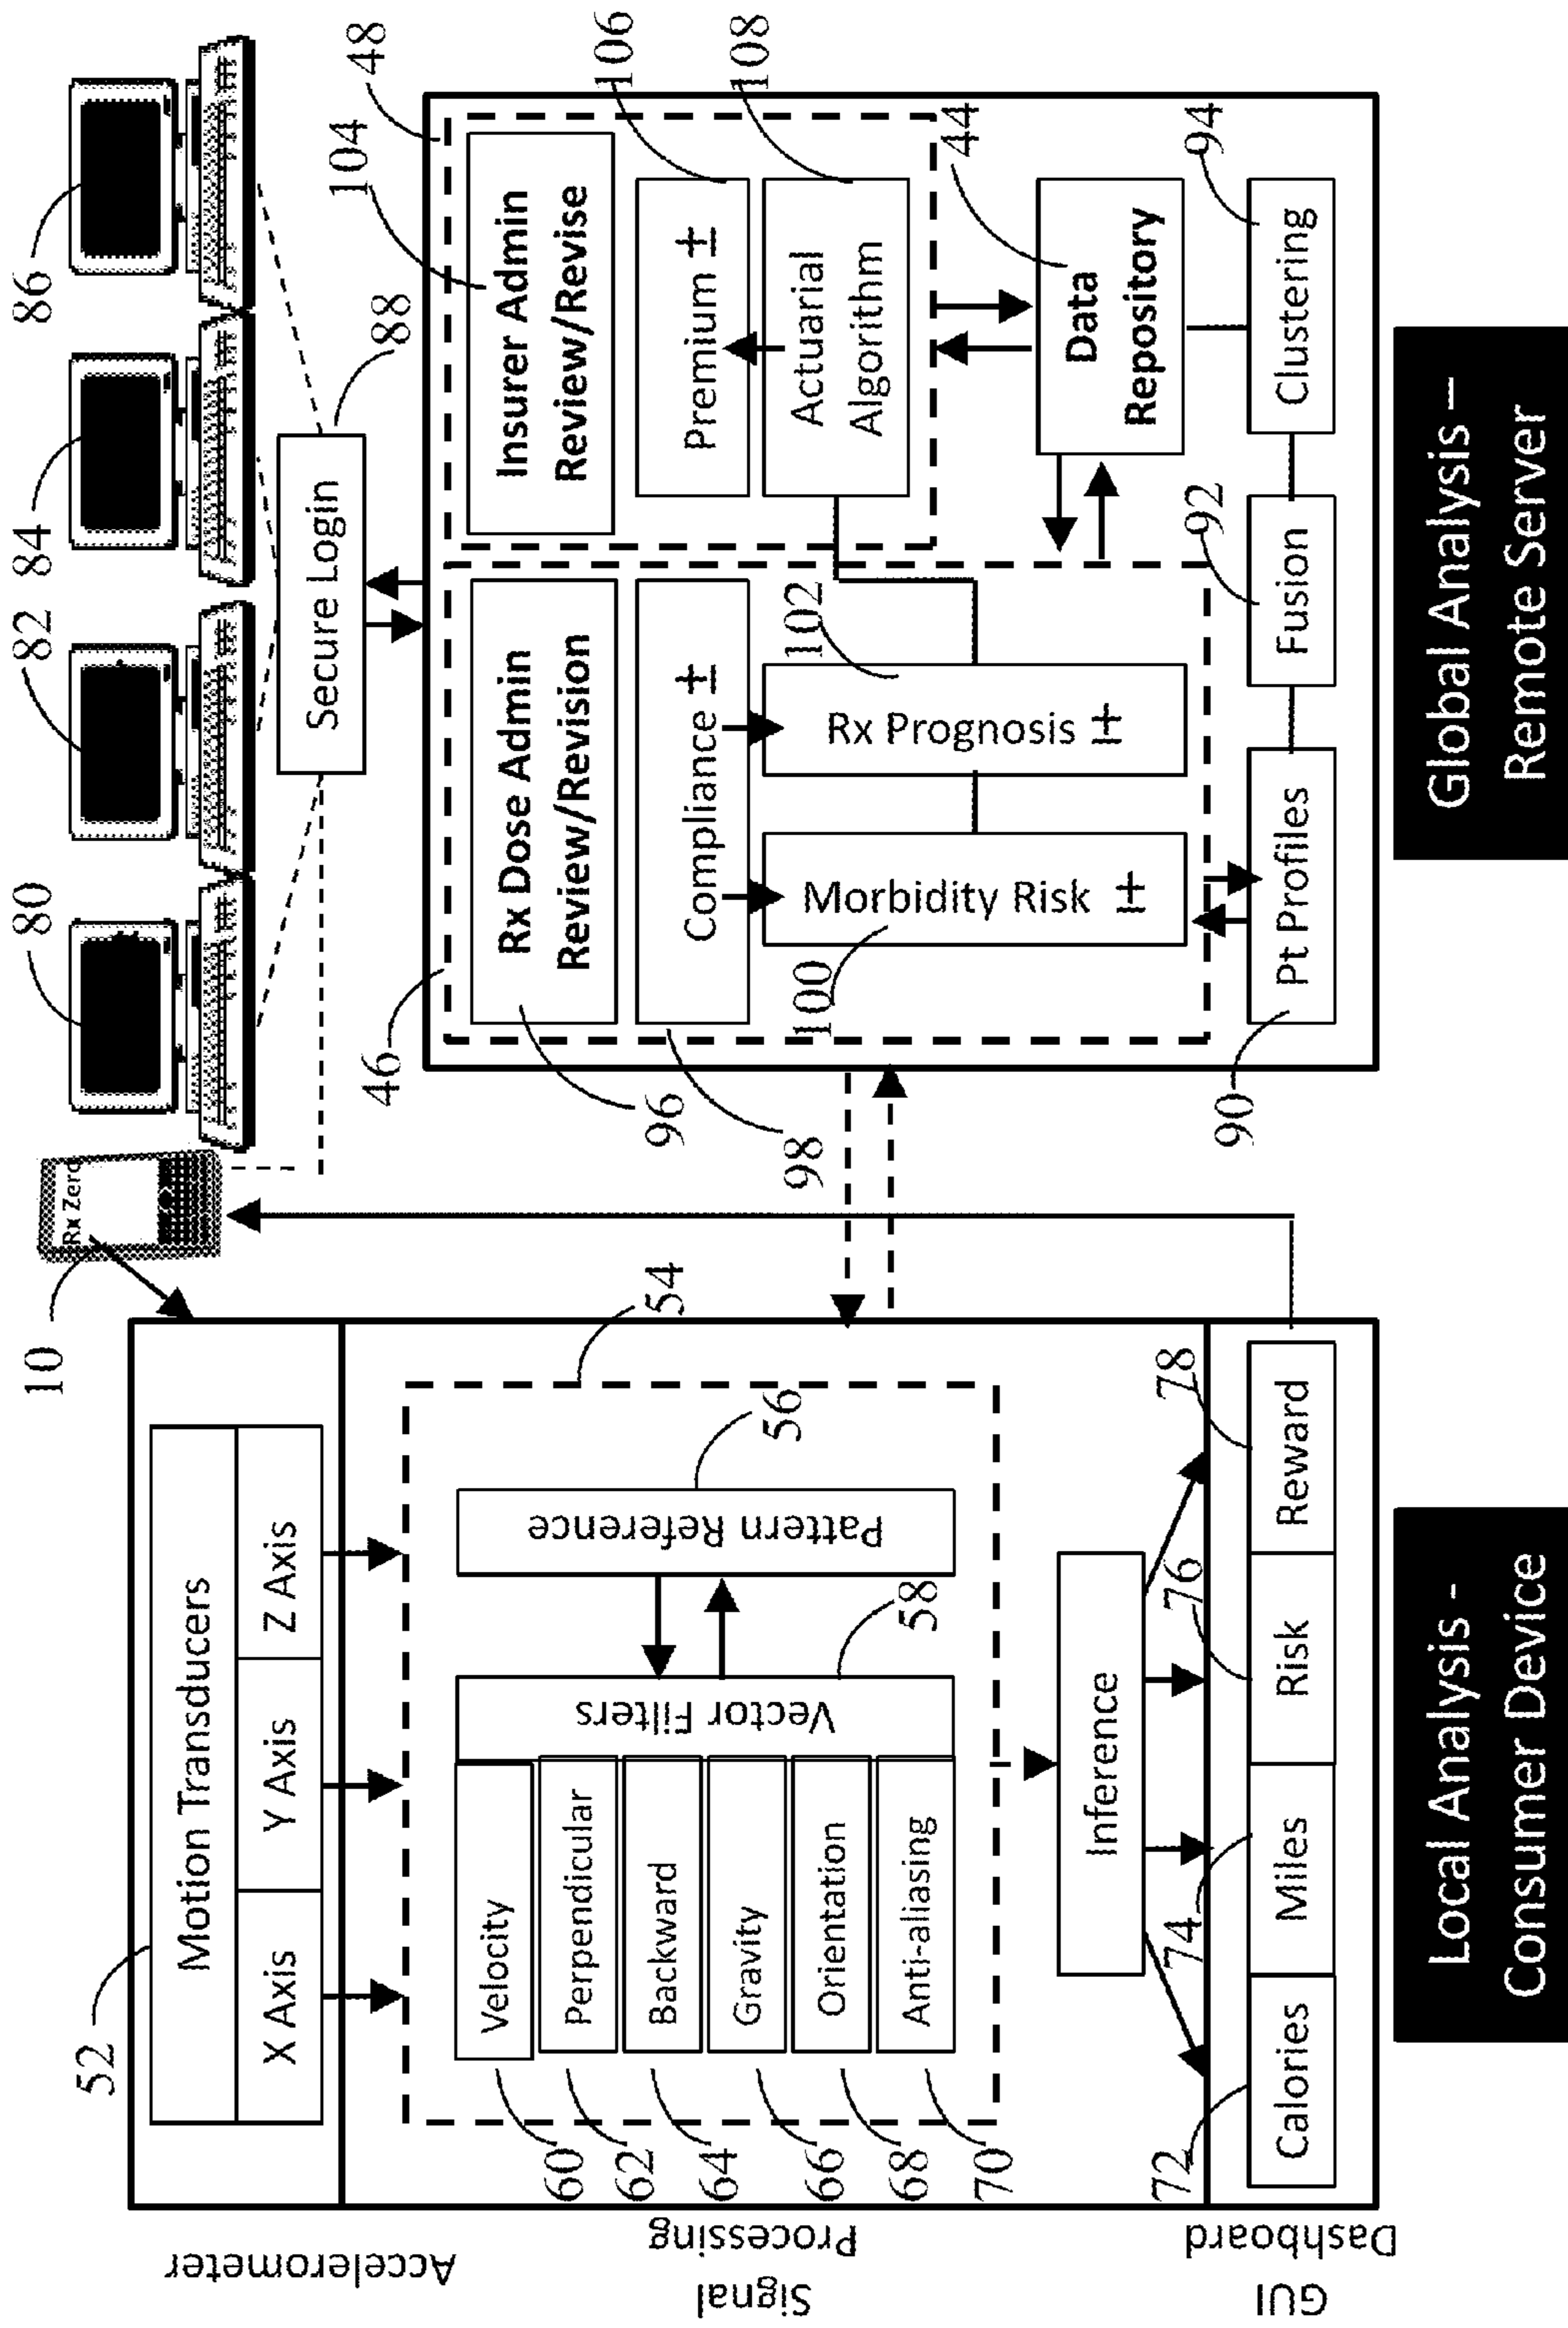 10
Rx Zero
80
82
84
86
Secure Login
88
Accelerometer
52
Motion Transducers
X Axis
Y Axis
Z Axis
Signal
Processing
54
Velocity
Perpendicular
Backward
Gravity
Orientation
Anti-aliasing
60
62
64
66
68
70
Vector Filters
58
Pattern Reference
56
Inference
GUI
Dashboard
72
74
76
78
Calories
Miles
Risk
Reward
Local Analysis -
Consumer Device
46
Rx Dose Admin
Review/Revision
96
Compliance ±
98
Morbidity Risk ±
100
Rx Prognosis ±
102
48
104
Insurer Admin
Review/Revise
106
Premium ±
108
Actuarial
Algorithm
44
Data
Repository
90
Pt Profiles
92
Fusion
94
Clustering
Global Analysis –
Remote Server